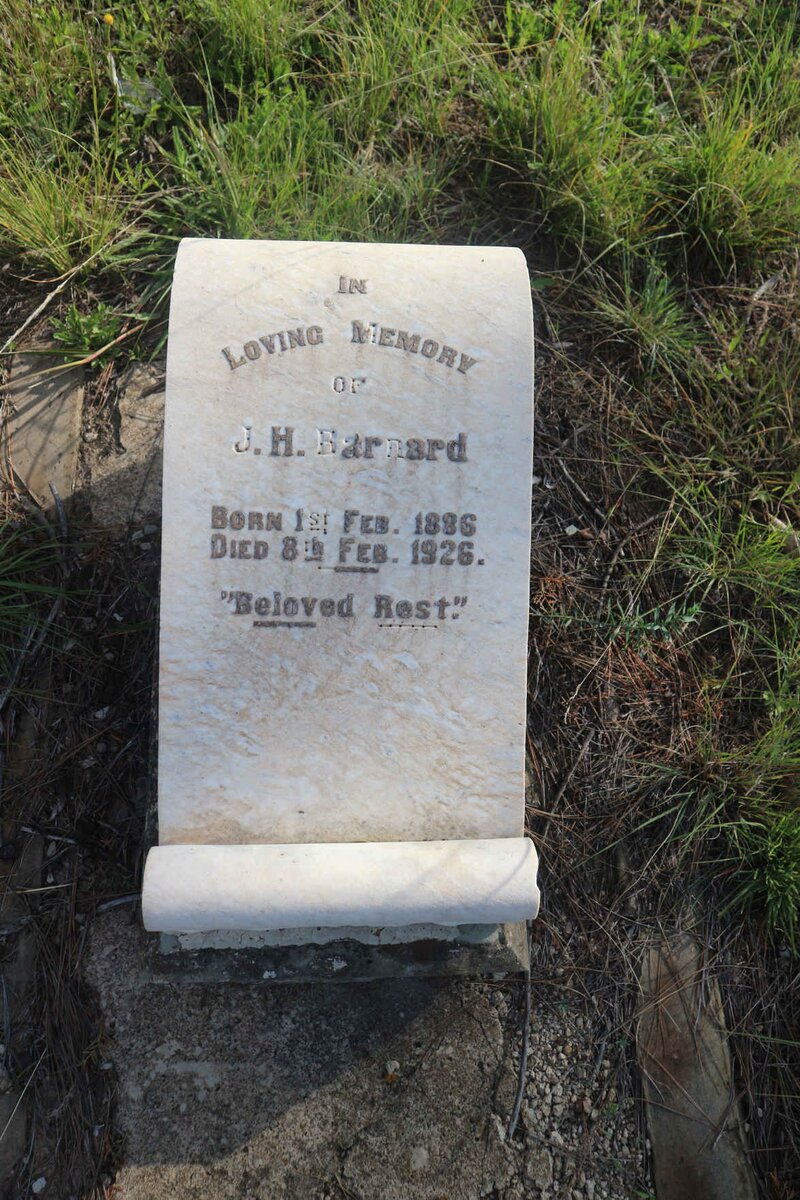 IN
LOVING MEMORY
OF
J. H. Barnard
BORN 1ST FEB. 1886
DIED 8TH FEB. 1926.
"Beloved Rest."